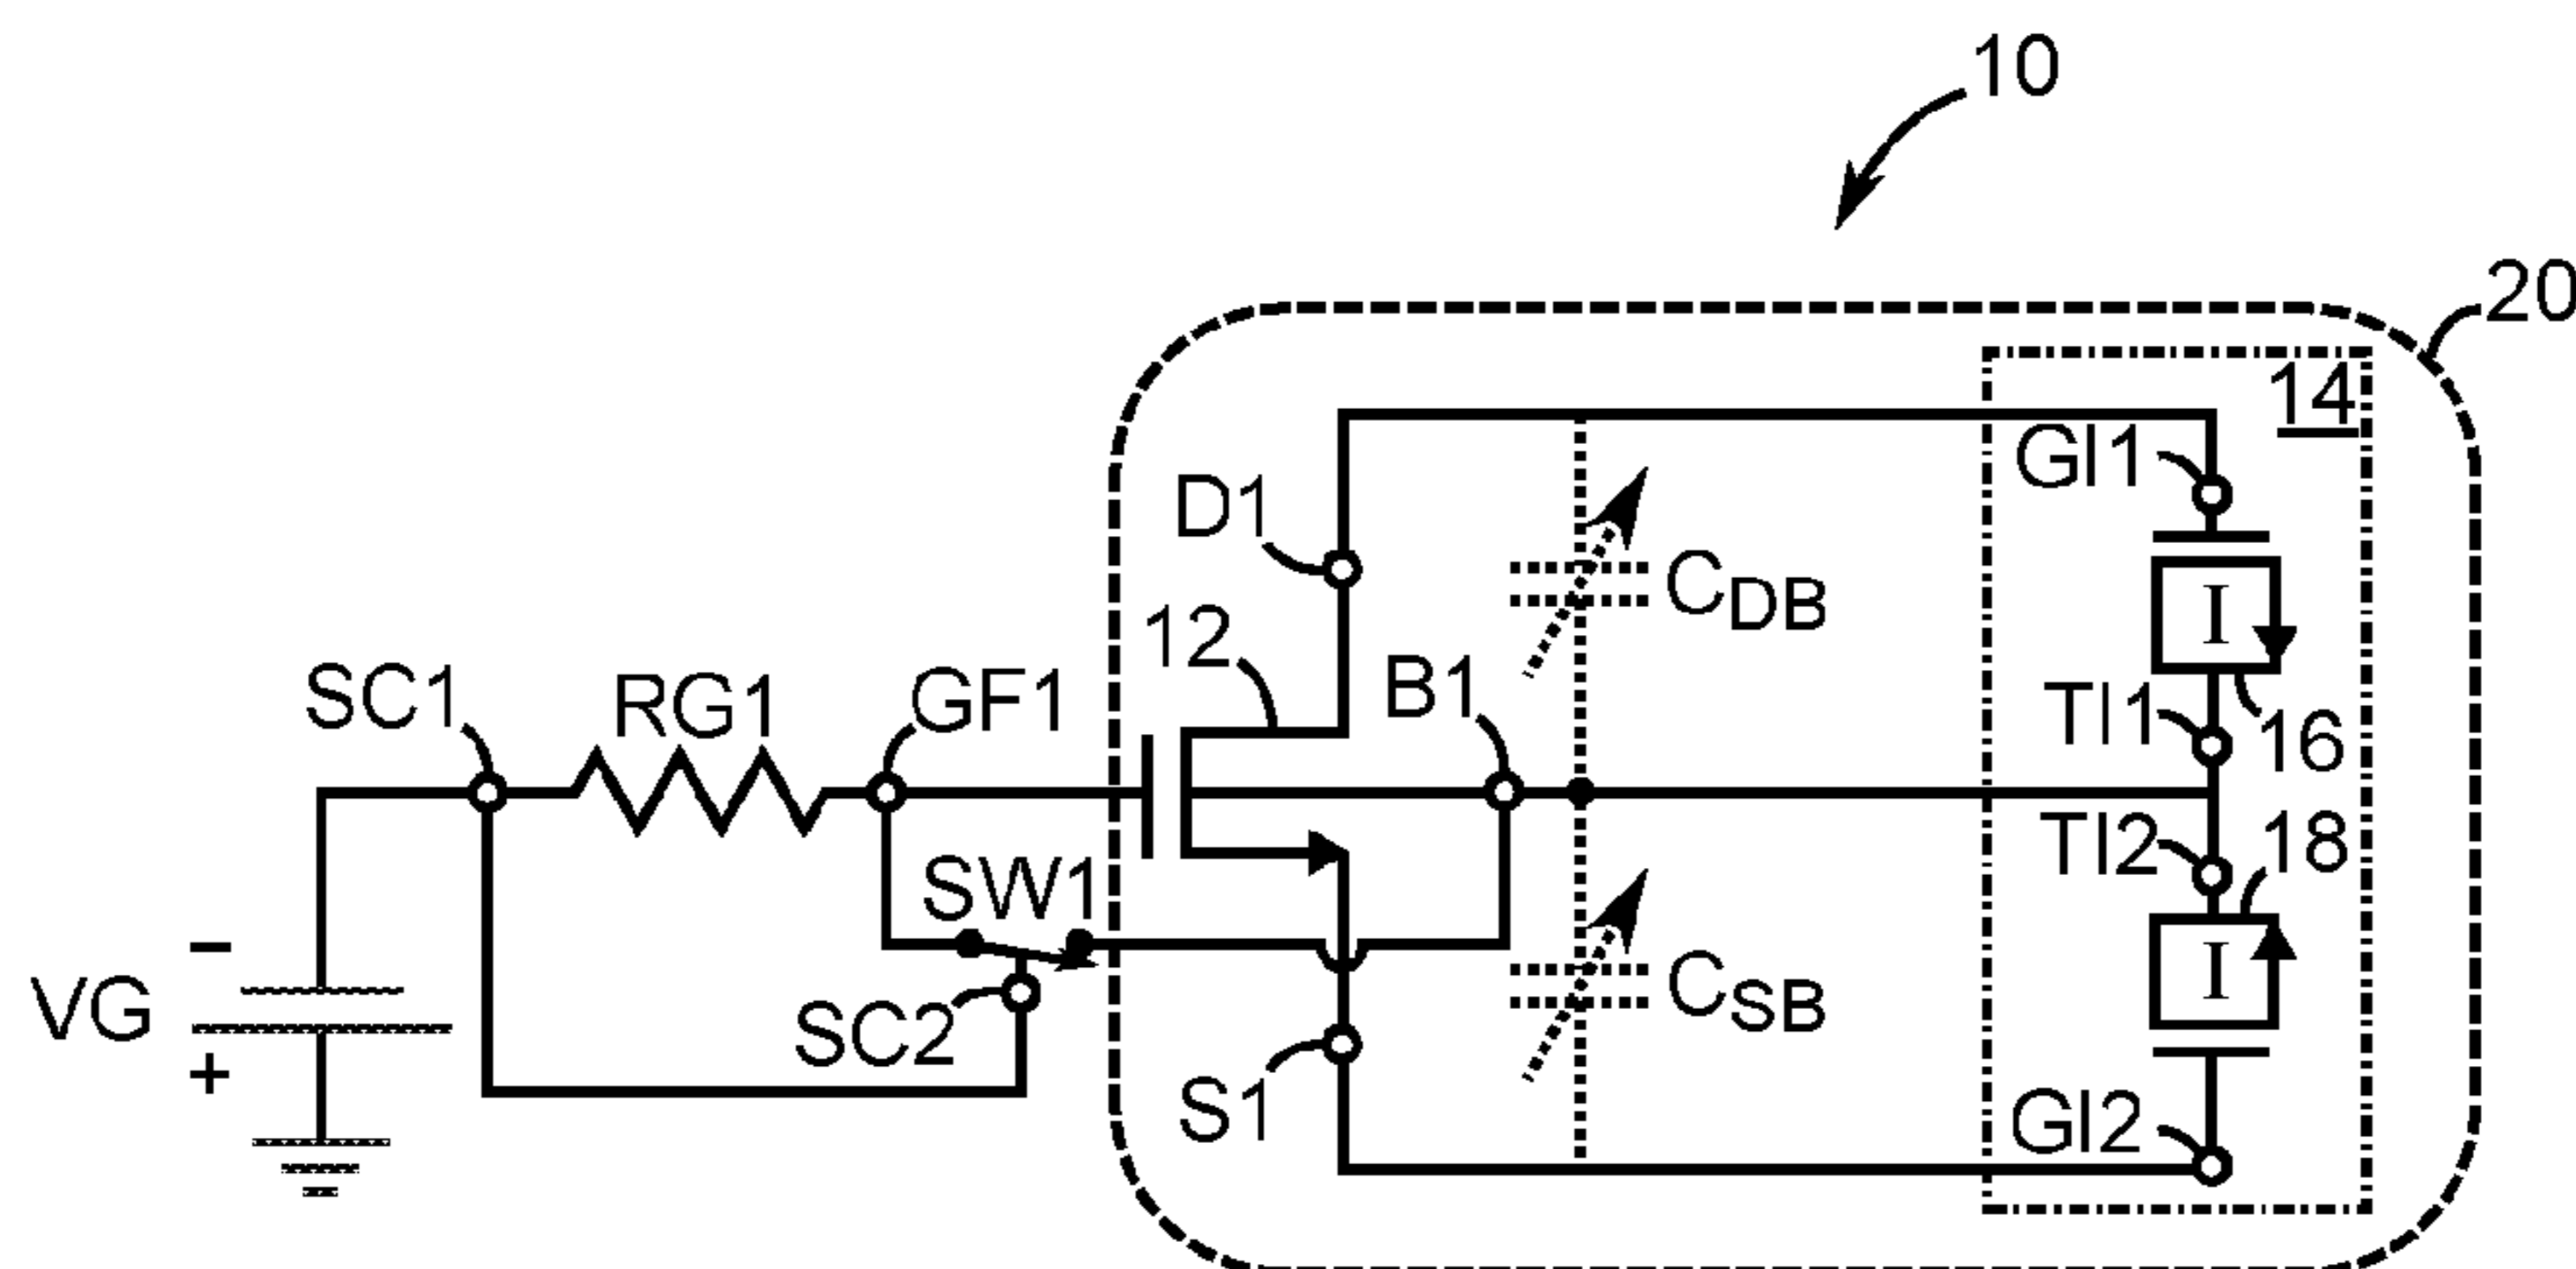 10
20
14
GI1
D1
CDB
12
B1
SC1
RG1
GF1
TI1
16
TI2
18
SW1
I
I
−
VG
+
SC2
CSB
S1
GI2